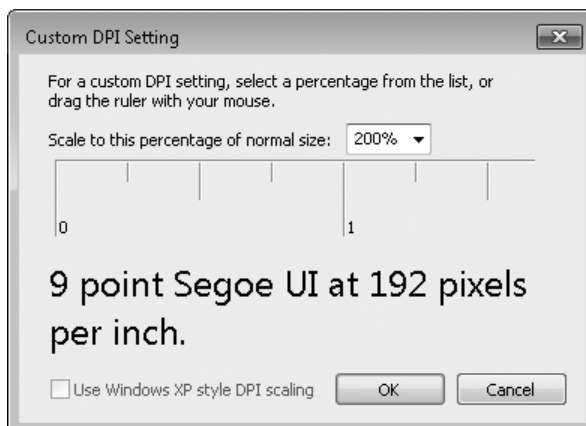 Custom DPI Setting
For a custom DPI setting, select a percentage from the list, or
drag the ruler with your mouse.
Scale to this percentage of normal size: 200%
0 1
9 point Segoe UI at 192 pixels
per inch.
Use Windows XP style DPI scaling OK Cancel